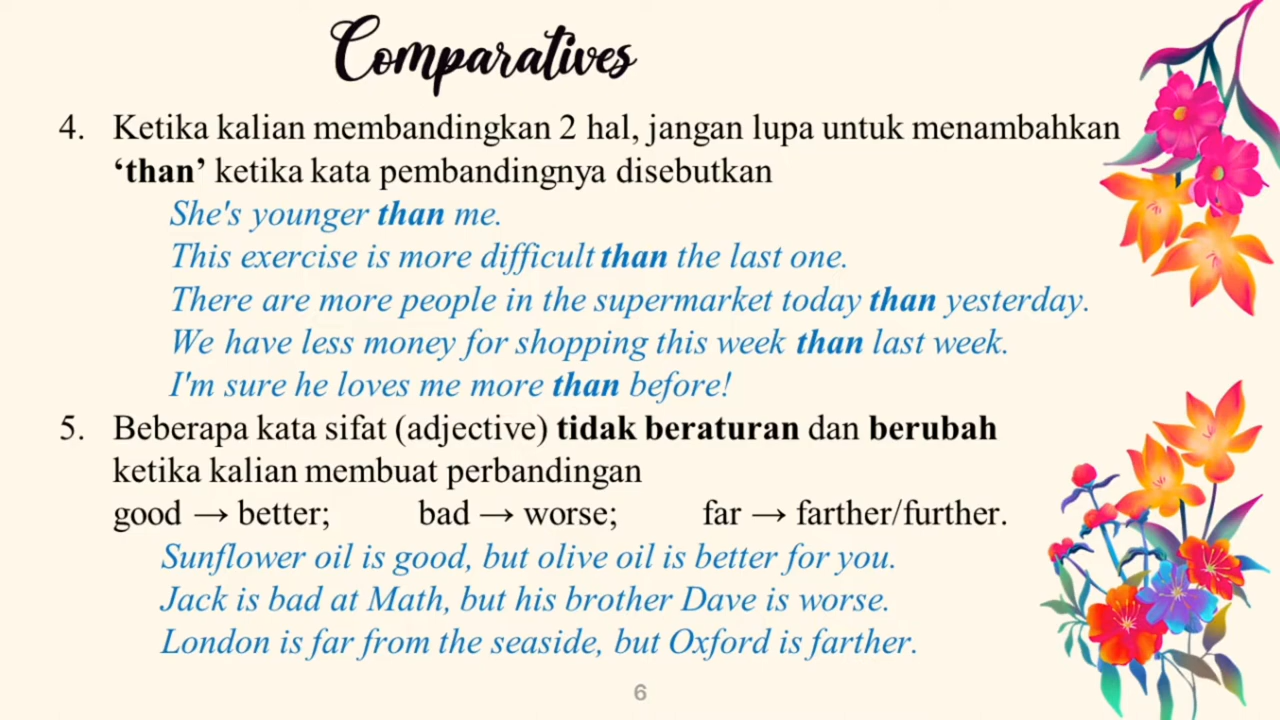 Comparatives
4. Ketika kalian membandingkan 2 hal, jangan lupa untuk menambahkan
‘than’ ketika kata pembandingnya disebutkan
She's younger than me.
This exercise is more difficult than the last one.
There are more people in the supermarket today than yesterday.
We have less money for shopping this week than last week.
I'm sure he loves me more than before!
5. Beberapa kata sifat (adjective) tidak beraturan dan berubah
ketika kalian membuat perbandingan
good → better; bad → worse; far → farther/further.
Sunflower oil is good, but olive oil is better for you.
Jack is bad at Math, but his brother Dave is worse.
London is far from the seaside, but Oxford is farther.
6